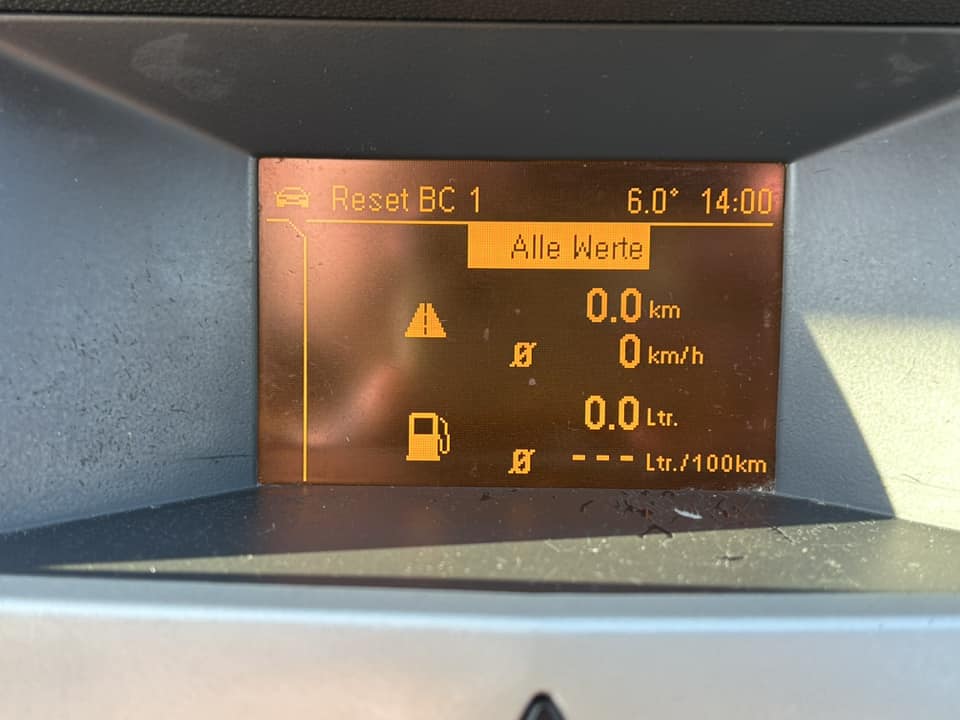 Reset BC 1 6.0° 14:00
Alle Werte
0.0 km
Ø 0 km/h
0.0 Ltr.
Ø --- Ltr./100km